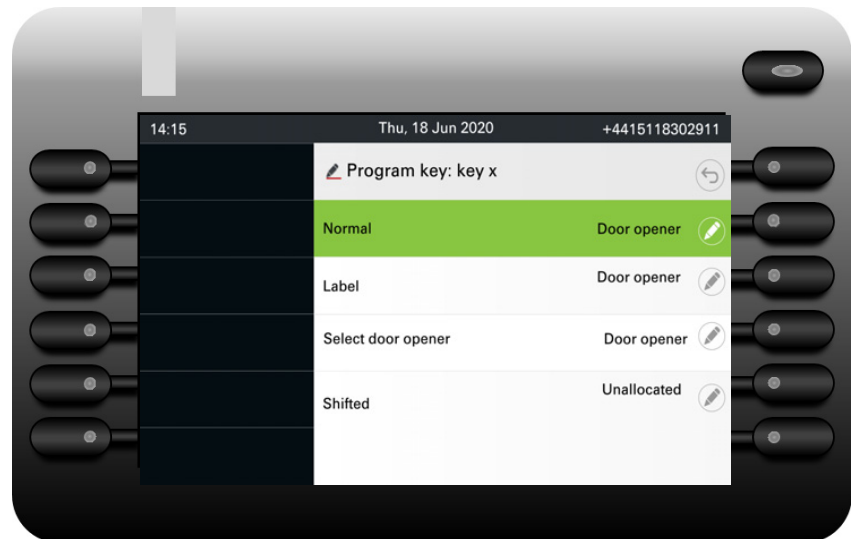 14:15 Thu, 18 Jun 2020 +4415118302911
Program key: key x
Normal Door opener
Label Door opener
Select door opener Door opener
Shifted Unallocated